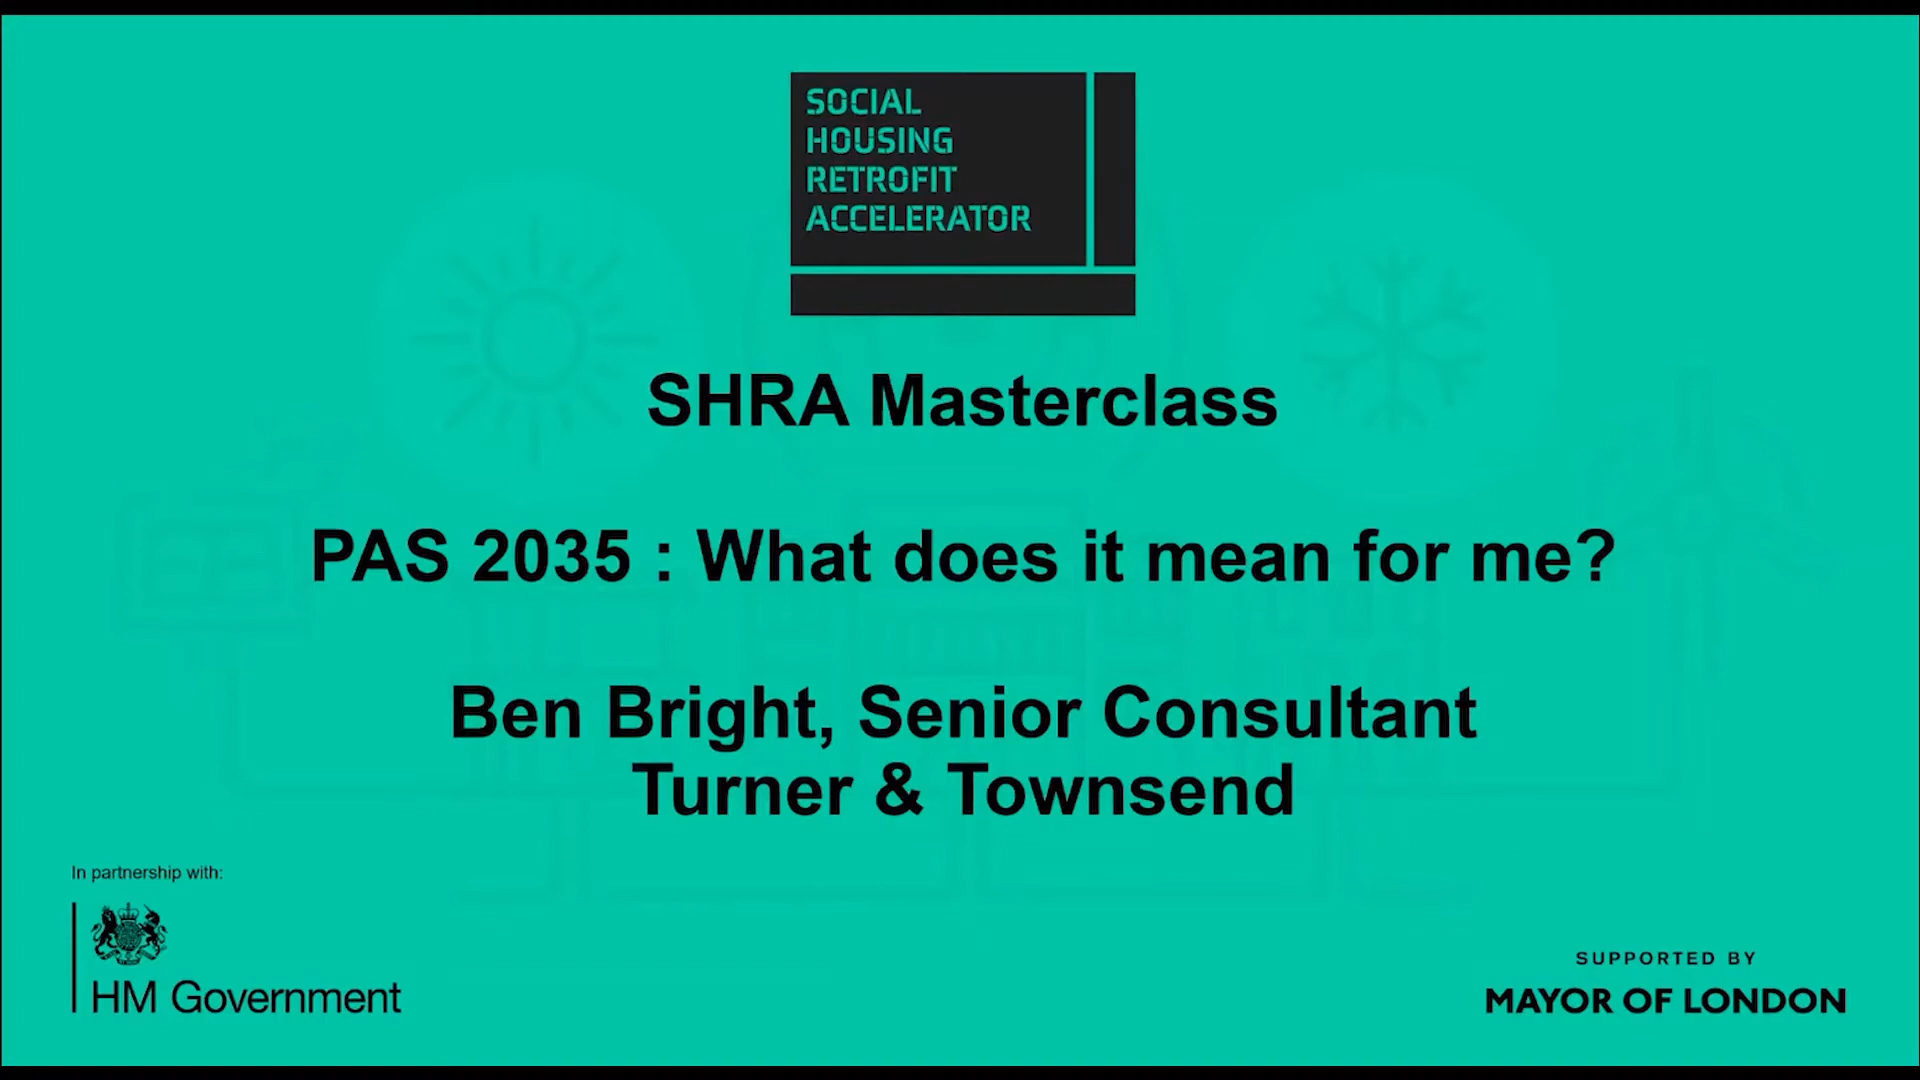 SOCIAL
HOUSING
RETROFIT
ACCELERATOR
SHRA Masterclass
PAS 2035 : What does it mean for me?
Ben Bright, Senior Consultant
Turner & Townsend
In partnership with:
HM Government
SUPPORTED BY
MAYOR OF LONDON